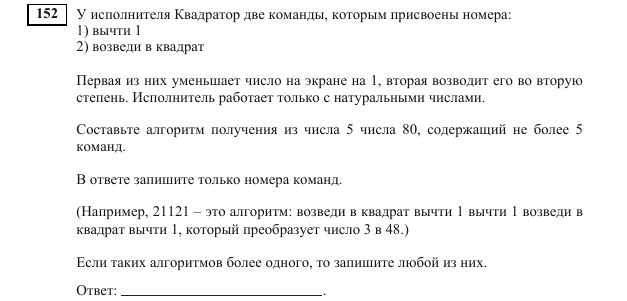 152
У исполнителя Квадратор две команды, которым присвоены номера:
1) вычти 1
2) возведи в квадрат
Первая из них уменьшает число на экране на 1, вторая возводит его во вторую
степень. Исполнитель работает только с натуральными числами.
Составьте алгоритм получения из числа 5 числа 80, содержащий не более 5
команд.
В ответе запишите только номера команд.
(Например, 21121 – это алгоритм: возведи в квадрат вычти 1 вычти 1 возведи в
квадрат вычти 1, который преобразует число 3 в 48.)
Если таких алгоритмов более одного, то запишите любой из них.
Ответ: ____________________________.